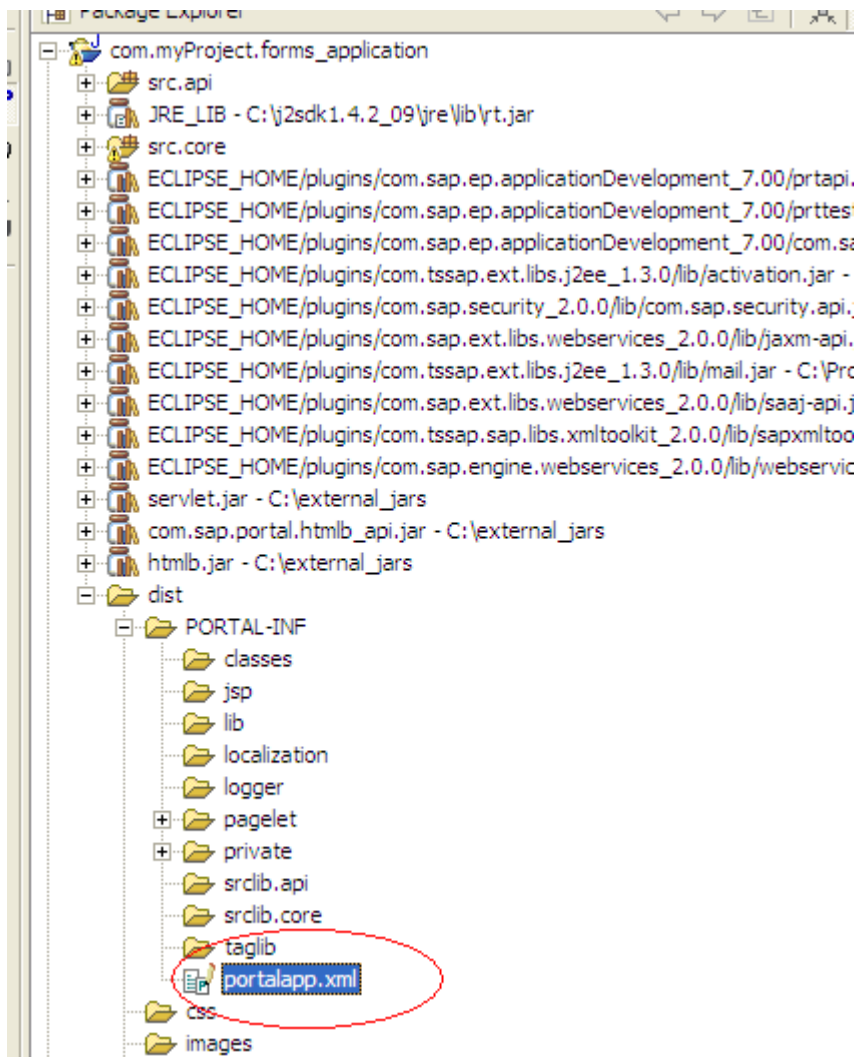 Package Explorer
com.myProject.forms_application
src.api
JRE_LIB - C:\j2sdk1.4.2_09\jre\lib\rt.jar
src.core
ECLIPSE_HOME/plugins/com.sap.ep.applicationDevelopment_7.00/prtapi.
ECLIPSE_HOME/plugins/com.sap.ep.applicationDevelopment_7.00/prttest
ECLIPSE_HOME/plugins/com.sap.ep.applicationDevelopment_7.00/com.sa
ECLIPSE_HOME/plugins/com.tssap.ext.libs.j2ee_1.3.0/lib/activation.jar -
ECLIPSE_HOME/plugins/com.sap.security_2.0.0/lib/com.sap.security.api.j
ECLIPSE_HOME/plugins/com.sap.ext.libs.webservices_2.0.0/lib/jaxm-api.
ECLIPSE_HOME/plugins/com.tssap.ext.libs.j2ee_1.3.0/lib/mail.jar - C:\Pro
ECLIPSE_HOME/plugins/com.sap.ext.libs.webservices_2.0.0/lib/saaj-api.j
ECLIPSE_HOME/plugins/com.tssap.sap.libs.xmltoolkit_2.0.0/lib/sapxmltoo
ECLIPSE_HOME/plugins/com.sap.engine.webservices_2.0.0/lib/webservic
servlet.jar - C:\external_jars
com.sap.portal.htmlb_api.jar - C:\external_jars
htmlb.jar - C:\external_jars
dist
PORTAL-INF
classes
jsp
lib
localization
logger
pagelet
private
srclib.api
srclib.core
taglib
portalapp.xml
css
images